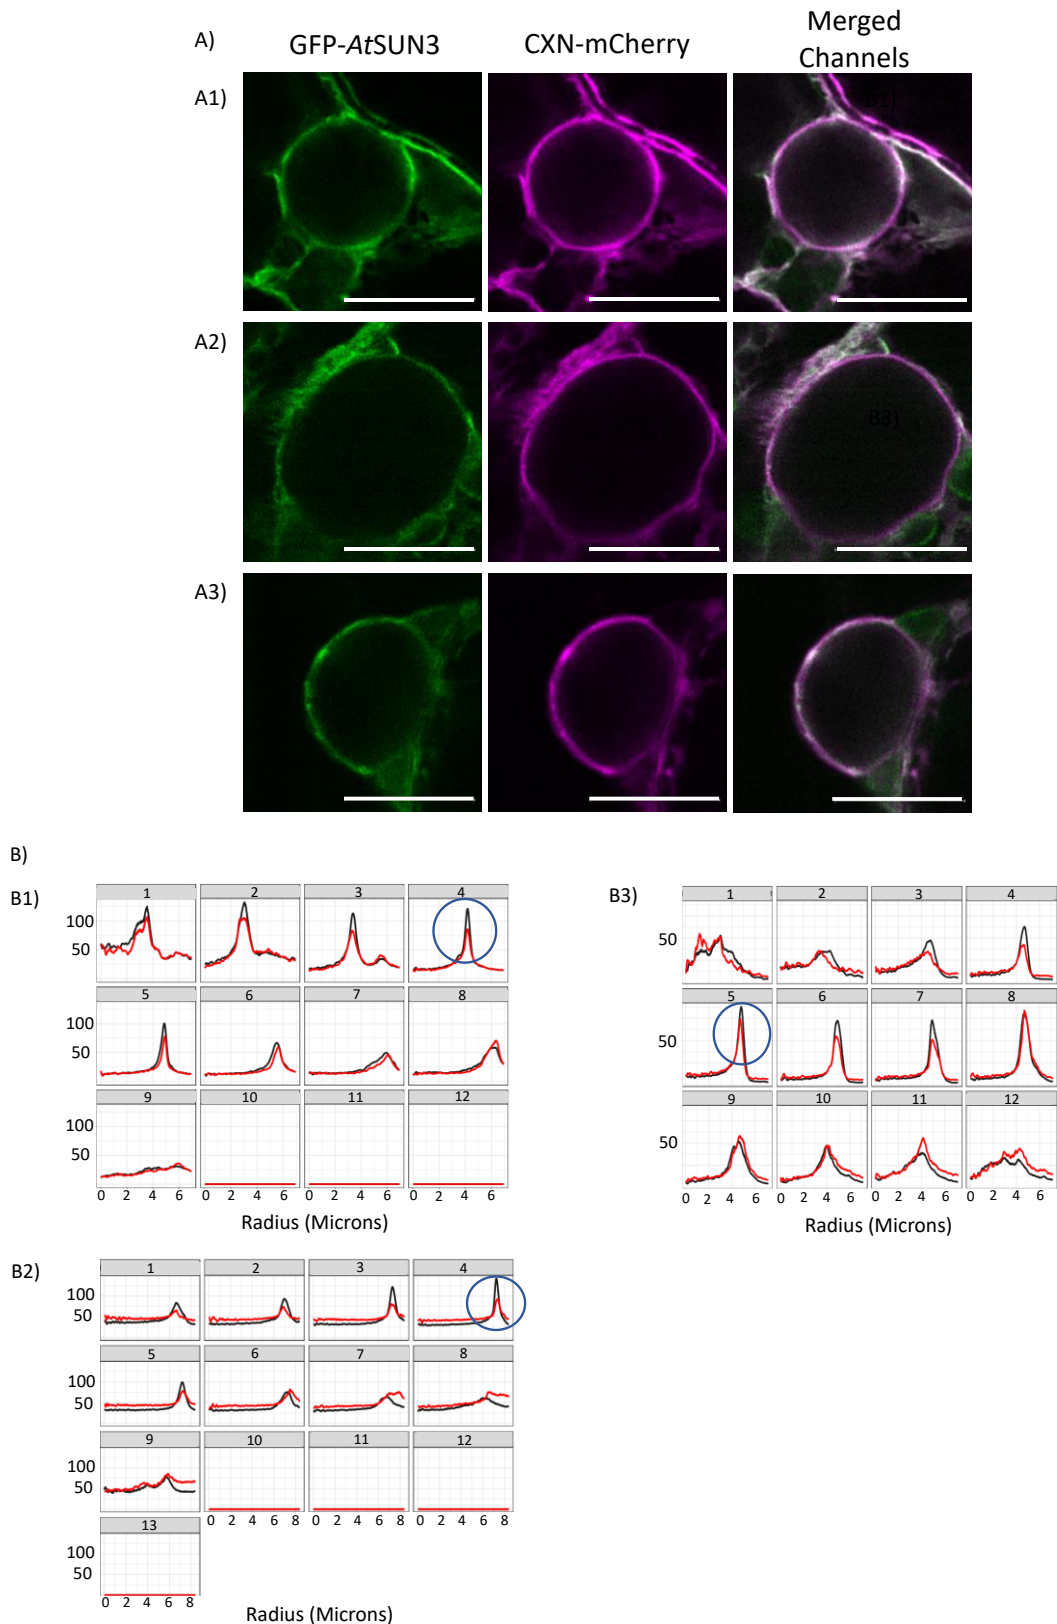 A)
GFP-AtSUN3
CXN-mCherry
Merged
Channels
A1)
B1)
A2)
B3)
A3)
B)
B1)
1 2 3 4
100
50
5 6 7 8
100
50
9 10 11 12
100
50
0 2 4 6 0 2 4 6 0 2 4 6 0 2 4 6
Radius (Microns)
B3)
1 2 3 4
50
5 6 7 8
50
9 10 11 12
50
0 2 4 6 0 2 4 6 0 2 4 6 0 2 4 6
Radius (Microns)
B2)
1 2 3 4
100
50
5 6 7 8
100
50
9 10 11 12
100
50
0 2 4 6 8 0 2 4 6 8 0 2 4 6 8
13
100
50
0 2 4 6 8
Radius (Microns)